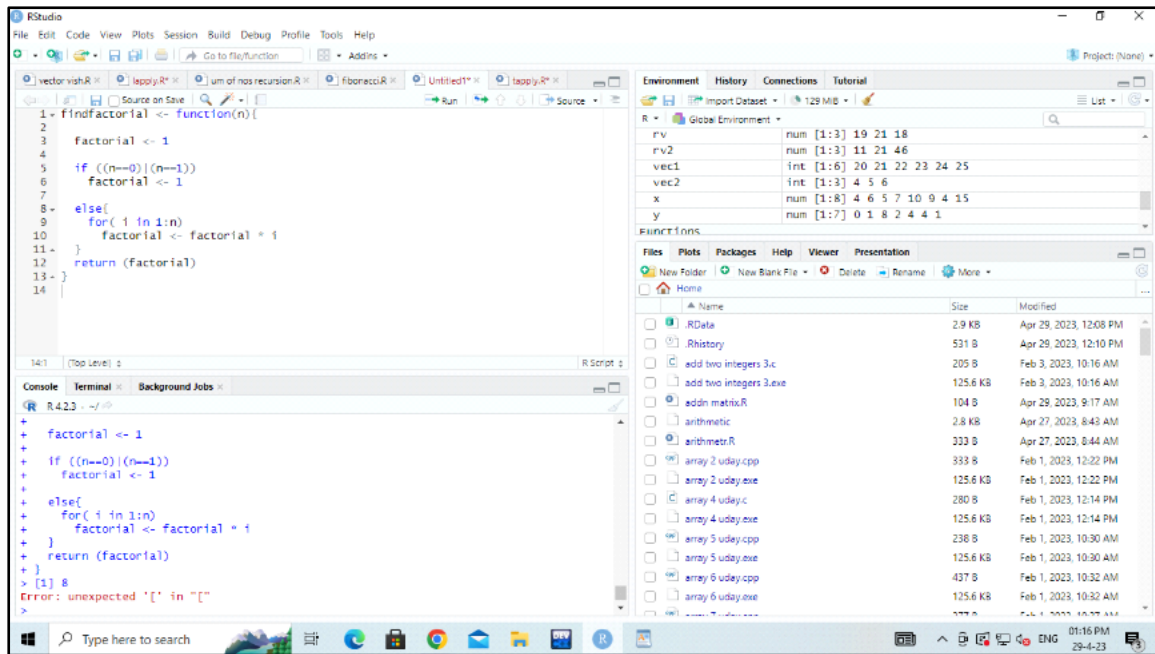 RStudio
File Edit Code View Plots Session Build Debug Profile Tools Help
Go to file/function Addins Project: (None)
vector vish.R lapply.R* um of nos recursion.R fibonacci.R Untitled1* tapply.R*
Source on Save Run Source
1 findfactorial <- function(n){
2
3 factorial <- 1
4
5 if ((n==0)|(n==1))
6 factorial <- 1
7
8 else{
9 for( i in 1:n)
10 factorial <- factorial * i
11 }
12 return (factorial)
13 }
14
14:1 (Top Level) R Script
Console Terminal Background Jobs
R 4.2.3 · ~/
+
+ factorial <- 1
+
+ if ((n==0)|(n==1))
+ factorial <- 1
+
+ else{
+ for( i in 1:n)
+ factorial <- factorial * i
+ }
+ return (factorial)
+ }
> [1] 8
Error: unexpected '[' in "["
>
Environment History Connections Tutorial
Import Dataset 129 MiB List
R Global Environment
rv num [1:3] 19 21 18
rv2 num [1:3] 11 21 46
vec1 int [1:6] 20 21 22 23 24 25
vec2 int [1:3] 4 5 6
x num [1:8] 4 6 5 7 10 9 4 15
y num [1:7] 0 1 8 2 4 4 1
Functions
Files Plots Packages Help Viewer Presentation
New Folder New Blank File Delete Rename More
Home
Name Size Modified
.RData 2.9 KB Apr 29, 2023, 12:08 PM
.Rhistory 531 B Apr 29, 2023, 12:10 PM
add two integers 3.c 205 B Feb 3, 2023, 10:16 AM
add two integers 3.exe 125.6 KB Feb 3, 2023, 10:16 AM
addn matrix.R 104 B Apr 29, 2023, 9:17 AM
arithmetic 2.8 KB Apr 27, 2023, 8:43 AM
arithmetr.R 333 B Apr 27, 2023, 8:44 AM
array 2 uday.cpp 333 B Feb 1, 2023, 12:22 PM
array 2 uday.exe 125.6 KB Feb 1, 2023, 12:22 PM
array 4 uday.c 280 B Feb 1, 2023, 12:14 PM
array 4 uday.exe 125.6 KB Feb 1, 2023, 12:14 PM
array 5 uday.cpp 238 B Feb 1, 2023, 10:30 AM
array 5 uday.exe 125.6 KB Feb 1, 2023, 10:30 AM
array 6 uday.cpp 437 B Feb 1, 2023, 10:32 AM
array 6 uday.exe 125.6 KB Feb 1, 2023, 10:32 AM
Type here to search DEV ENG 01:16 PM
29-4-23
3